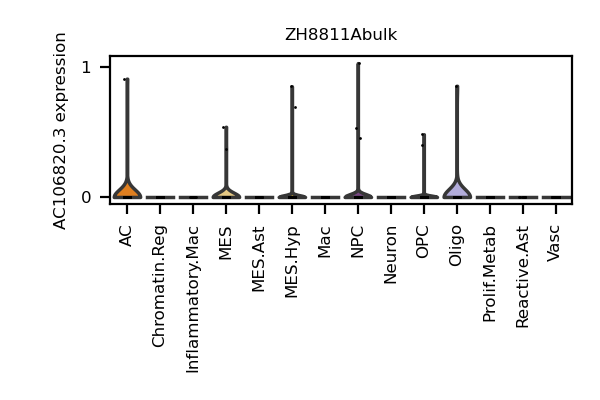 ZH8811Abulk
AC106820.3 expression
1
0
AC
Chromatin.Reg
Inflammatory.Mac
MES
MES.Ast
MES.Hyp
Mac
NPC
Neuron
OPC
Oligo
Prolif.Metab
Reactive.Ast
Vasc